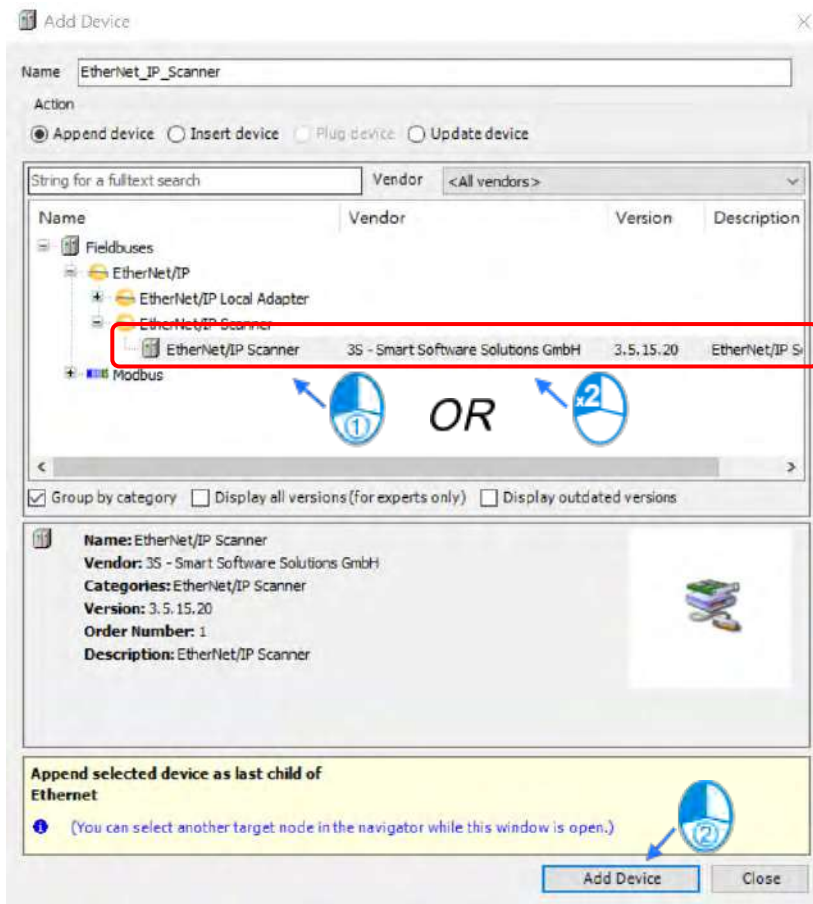 Add Device
Name EtherNet_IP_Scanner
Action
Append device Insert device Plug device Update device
String for a fulltext search Vendor <All vendors>
Name Vendor Version Description
Fieldbuses
EtherNet/IP
EtherNet/IP Local Adapter
EtherNet/IP Scanner
EtherNet/IP Scanner 3S - Smart Software Solutions GmbH 3.5.15.20 EtherNet/IP S
Modbus
① OR x2
Group by category Display all versions (for experts only) Display outdated versions
Name: EtherNet/IP Scanner
Vendor: 3S - Smart Software Solutions GmbH
Categories: EtherNet/IP Scanner
Version: 3.5.15.20
Order Number: 1
Description: EtherNet/IP Scanner
Append selected device as last child of
Ethernet
(You can select another target node in the navigator while this window is open.)
②
Add Device Close